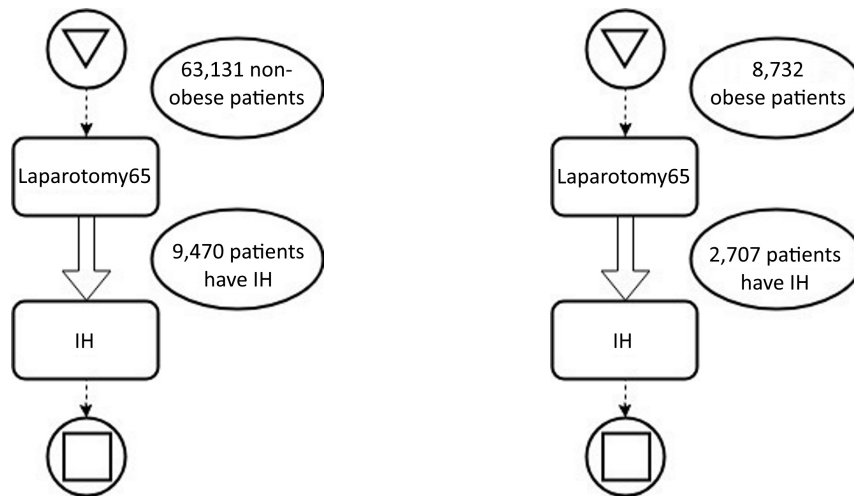 63,131 non-
obese patients
Laparotomy65
9,470 patients
have IH
IH
8,732
obese patients
Laparotomy65
2,707 patients
have IH
IH